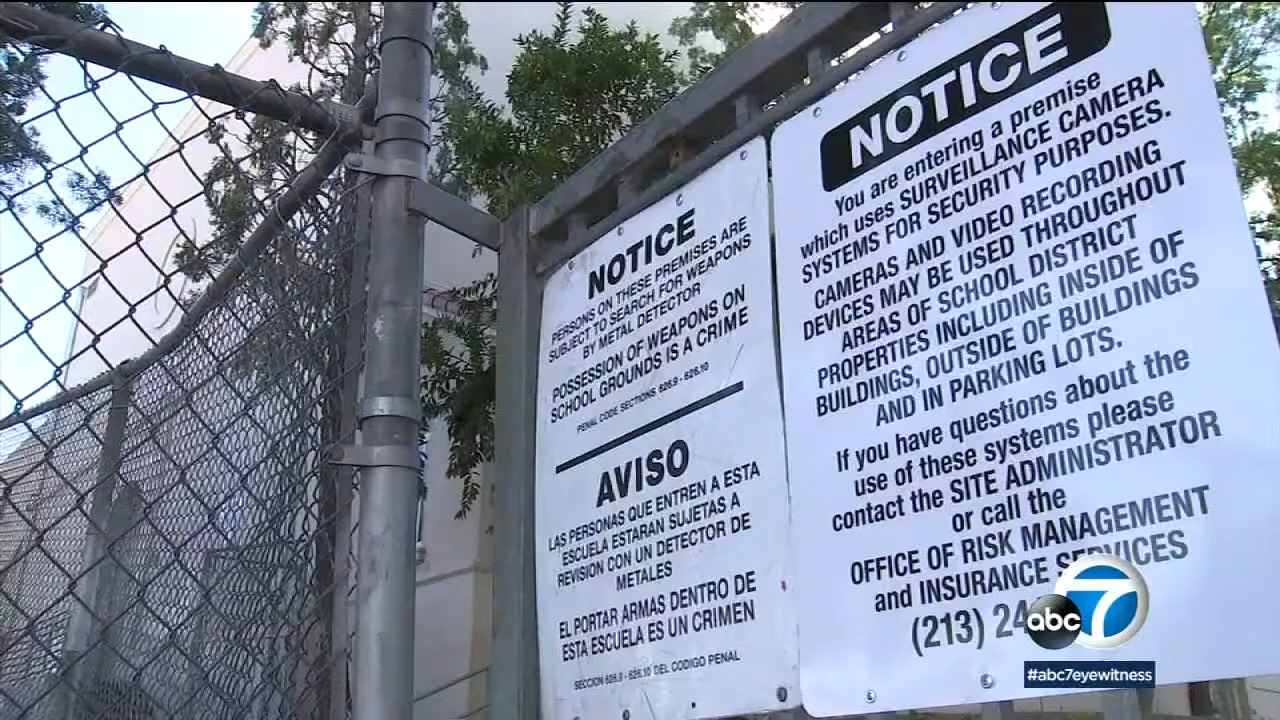 NOTICE
PERSONS ON THESE PREMISES ARE
SUBJECT TO SEARCH FOR WEAPONS
BY METAL DETECTOR
POSSESSION OF WEAPONS ON
SCHOOL GROUNDS IS A CRIME
PENAL CODE SECTIONS 626.9 - 626.10
AVISO
LAS PERSONAS QUE ENTREN A ESTA
ESCUELA ESTARAN SUJETAS A
REVISION CON UN DETECTOR DE
METALES
EL PORTAR ARMAS DENTRO DE
ESTA ESCUELA ES UN CRIMEN
SECCION 626.9 - 626.10 DEL CODIGO PENAL
NOTICE
You are entering a premise
which uses SURVEILLANCE CAMERA
SYSTEMS FOR SECURITY PURPOSES.
CAMERAS AND VIDEO RECORDING
DEVICES MAY BE USED THROUGHOUT
AREAS OF SCHOOL DISTRICT
PROPERTIES INCLUDING INSIDE OF
BUILDINGS, OUTSIDE OF BUILDINGS
AND IN PARKING LOTS.
If you have questions about the
use of these systems please
contact the SITE ADMINISTRATOR
or call the
OFFICE OF RISK MANAGEMENT
and INSURANCE SERVICES
(213) 24
abc 7
#abc7eyewitness